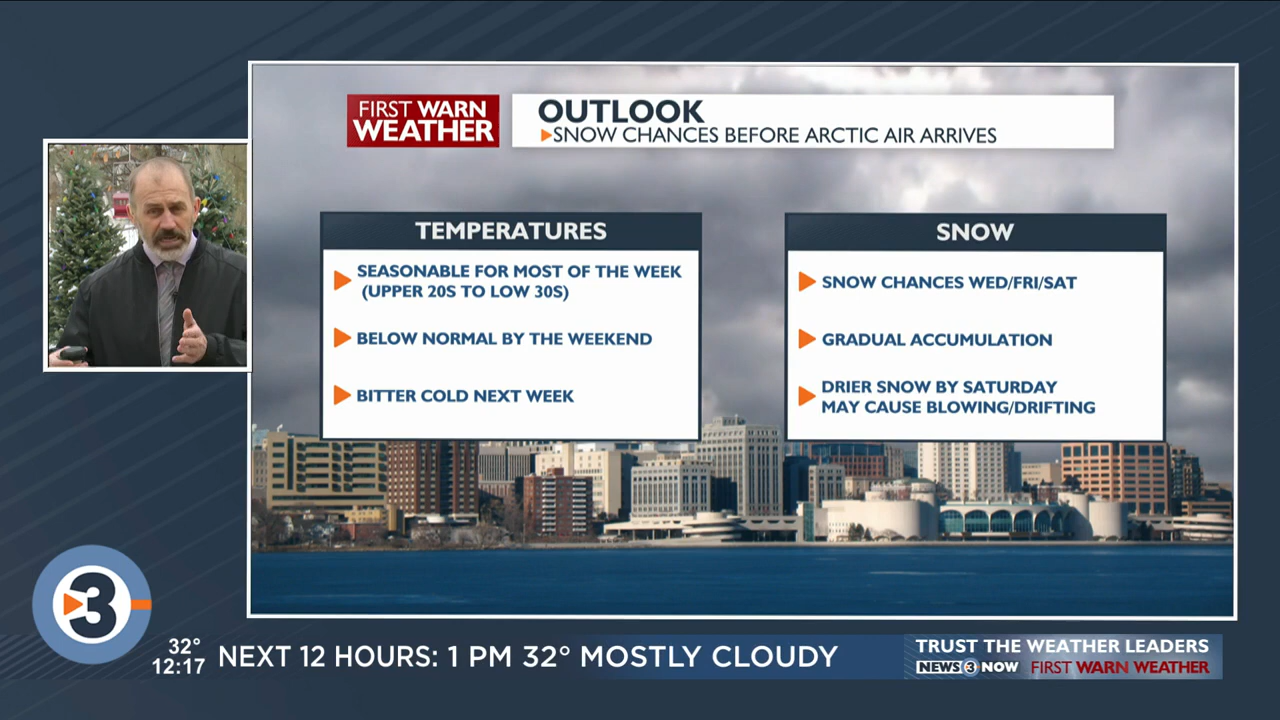 FIRST WARN
WEATHER
OUTLOOK
SNOW CHANCES BEFORE ARCTIC AIR ARRIVES
TEMPERATURES
SEASONABLE FOR MOST OF THE WEEK
(UPPER 20S TO LOW 30S)
BELOW NORMAL BY THE WEEKEND
BITTER COLD NEXT WEEK
SNOW
SNOW CHANCES WED/FRI/SAT
GRADUAL ACCUMULATION
DRIER SNOW BY SATURDAY
MAY CAUSE BLOWING/DRIFTING
3
32°
12:17
NEXT 12 HOURS: 1 PM 32° MOSTLY CLOUDY
TRUST THE WEATHER LEADERS
NEWS 3 NOW FIRST WARN WEATHER